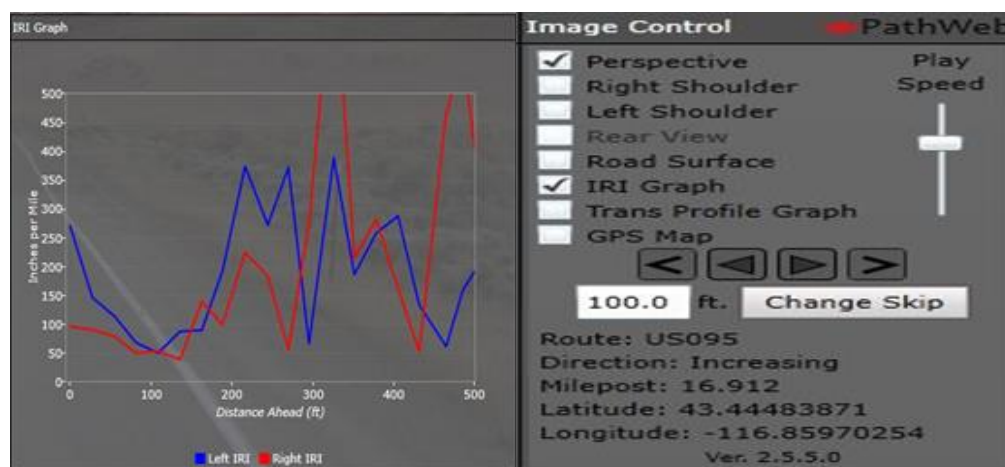 IRI Graph
500
450
400
350
300
250
200
150
100
50
0
Inches per Mile
0 100 200 300 400 500
Distance Ahead (ft)
Left IRI Right IRI
Image Control PathWeb
Perspective
Right Shoulder
Left Shoulder
Rear View
Road Surface
IRI Graph
Trans Profile Graph
GPS Map
Play
Speed
< ◀ ▶ >
100.0 ft. Change Skip
Route: US095
Direction: Increasing
Milepost: 16.912
Latitude: 43.44483871
Longitude: -116.85970254
Ver. 2.5.5.0